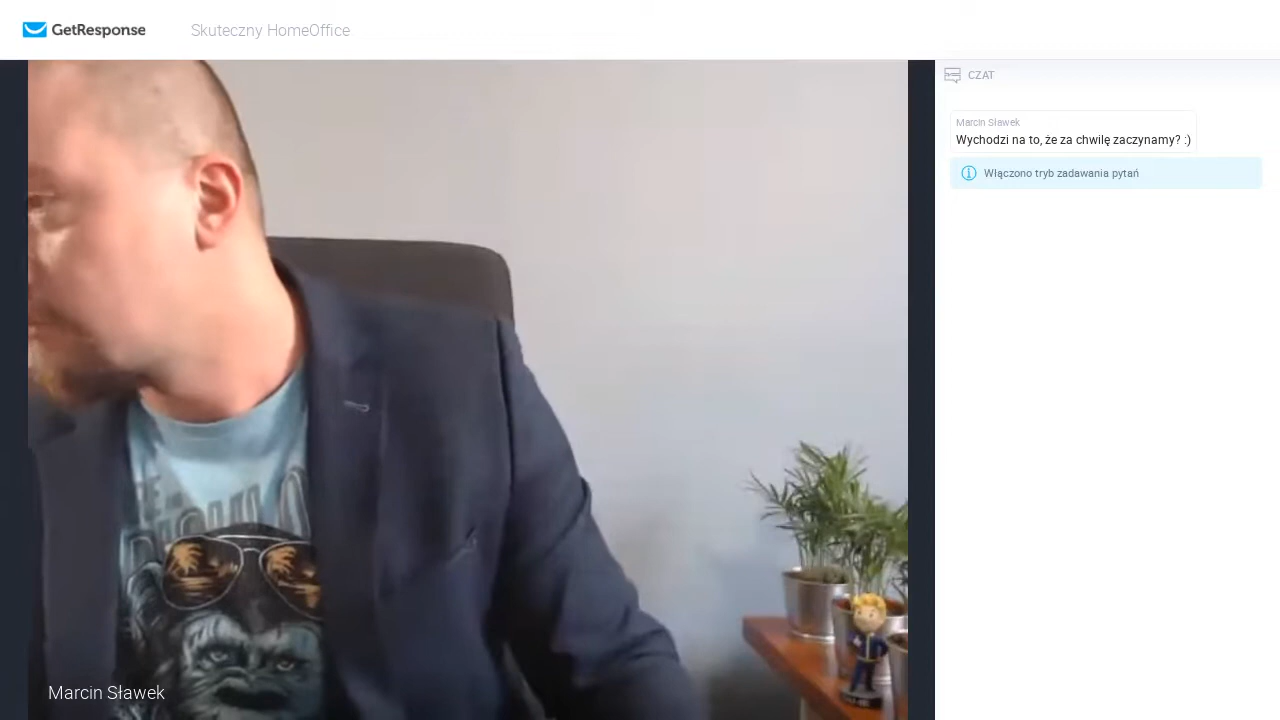 GetResponse
Skuteczny HomeOffice
CZAT
Marcin Sławek
Wychodzi na to, że za chwilę zaczynamy? :)
Włączono tryb zadawania pytań
Marcin Sławek